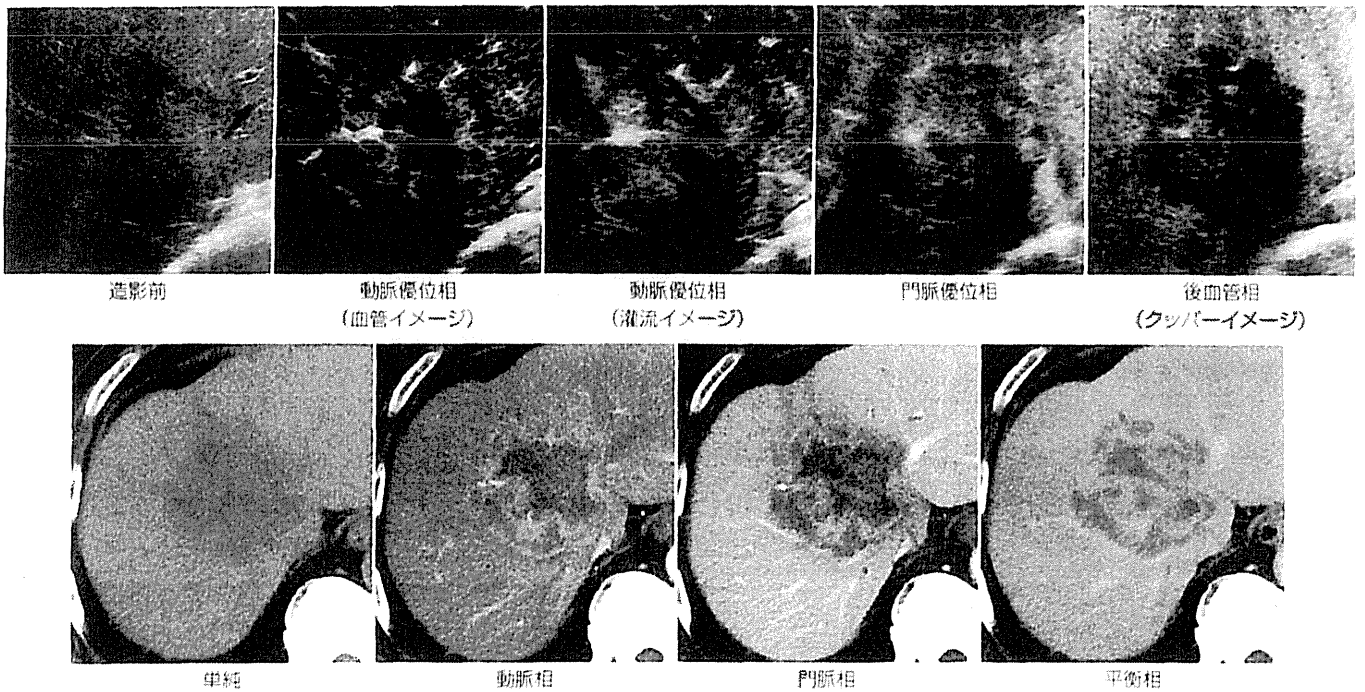 造影前
動脈優位相
(血管イメージ)
動脈優位相
(灌流イメージ)
門脈優位相
後血管相
(クッパーイメージ)
単純
動脈相
門脈相
平衡相